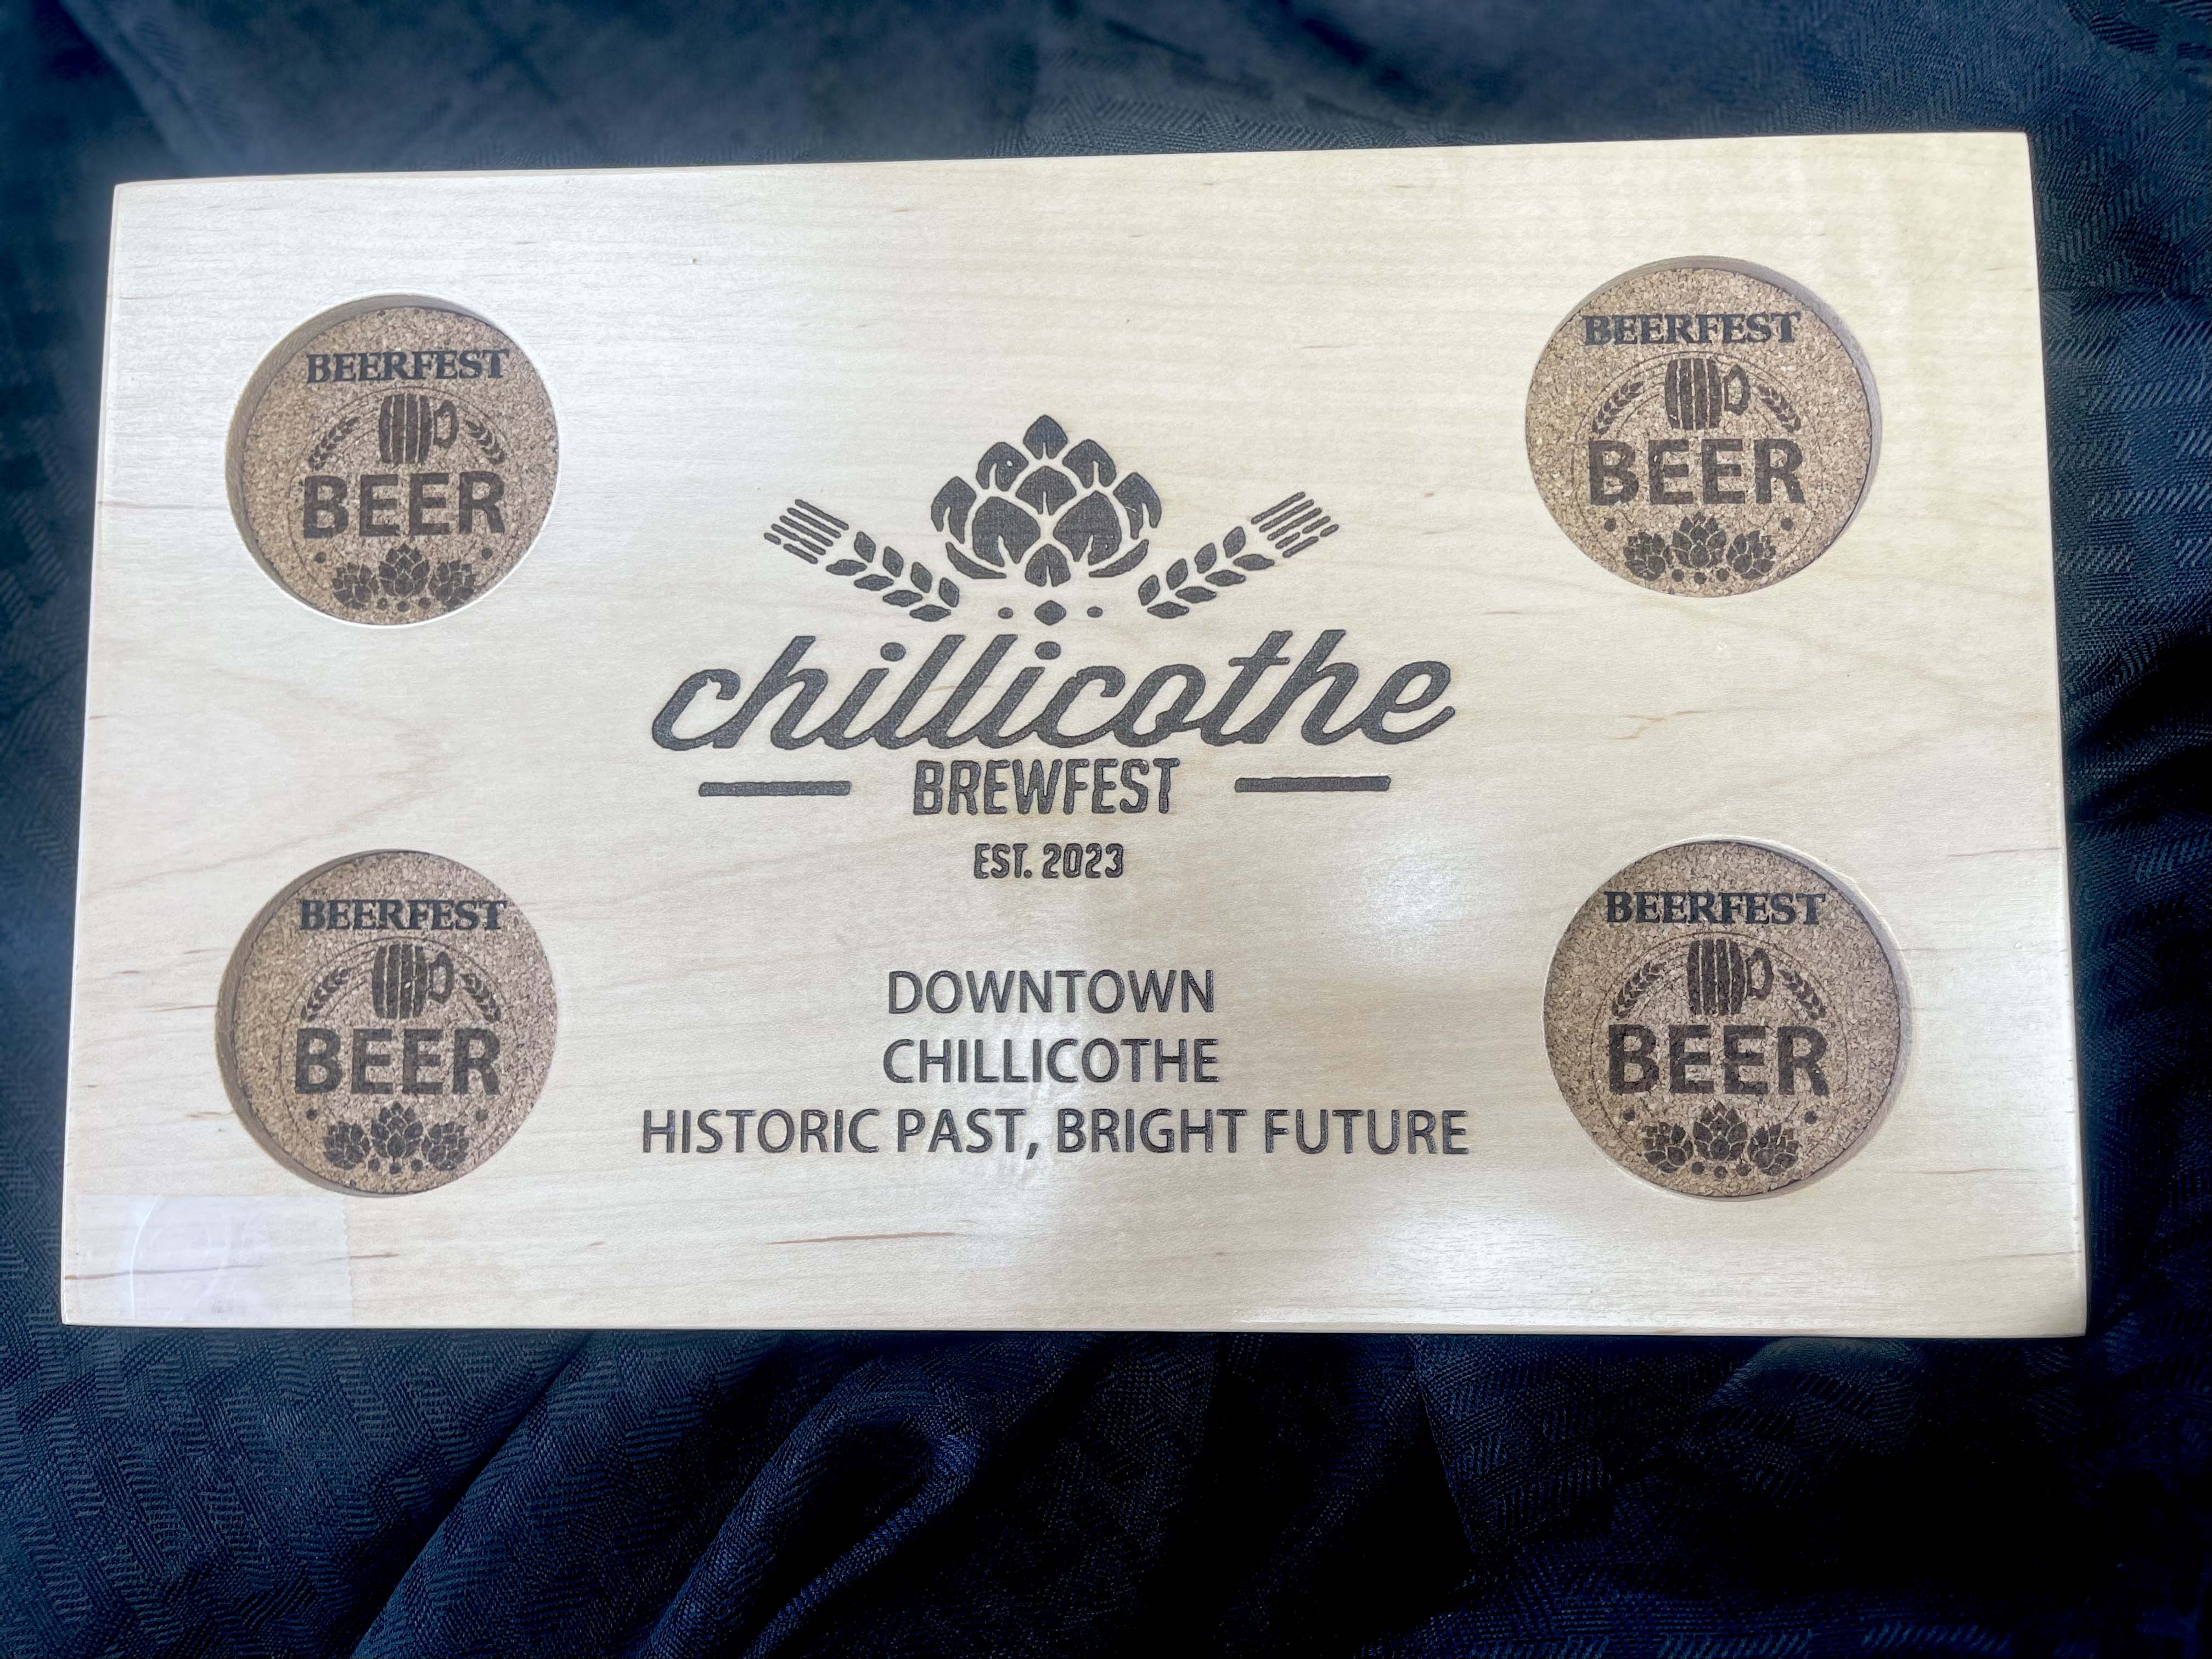 BEERFEST
BEER
BEERFEST
BEER
chillicothe
BREWFEST
EST. 2023
BEERFEST
BEER
BEERFEST
BEER
DOWNTOWN
CHILLICOTHE
HISTORIC PAST, BRIGHT FUTURE